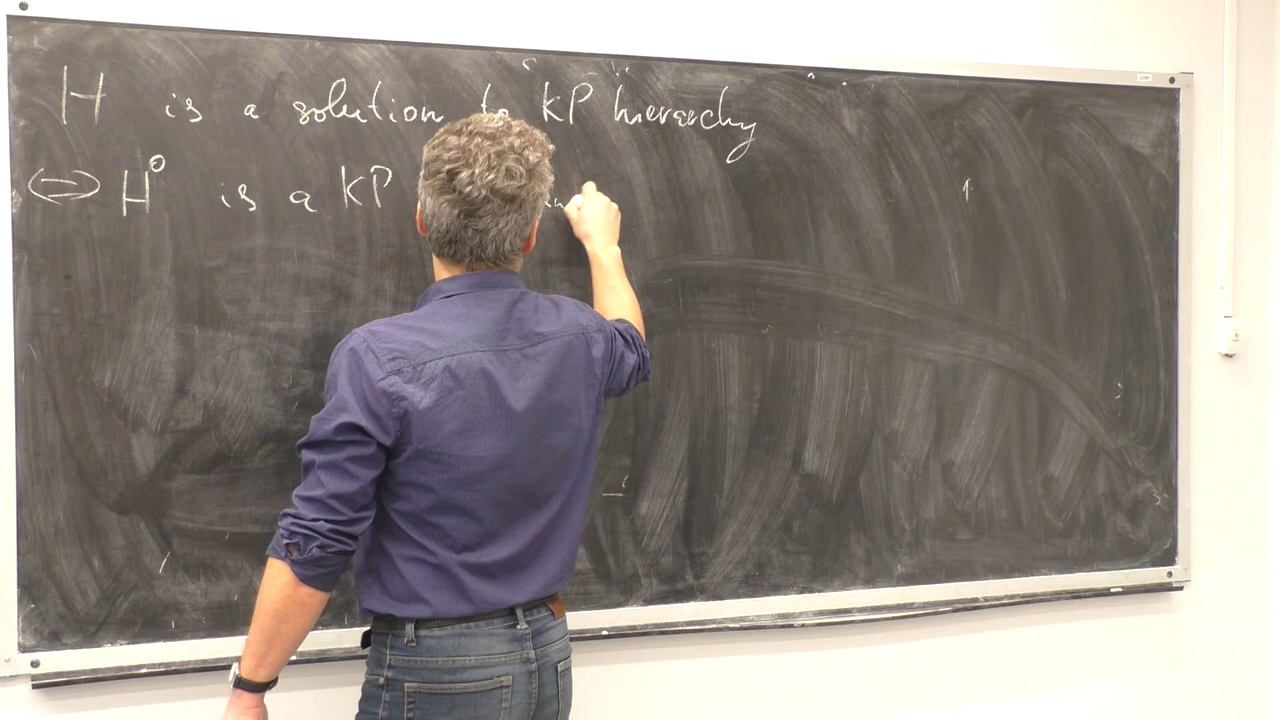 H is a solution to KP hierarchy
⇔ H° is a KP